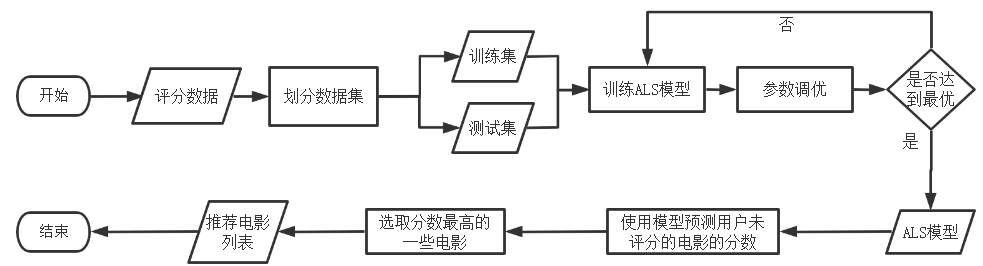 否
开始
评分数据
划分数据集
训练集
测试集
训练ALS模型
参数调优
是否达
到最优
是
ALS模型
使用模型预测用户未
评分的电影的分数
选取分数最高的
一些电影
推荐电影
列表
结束